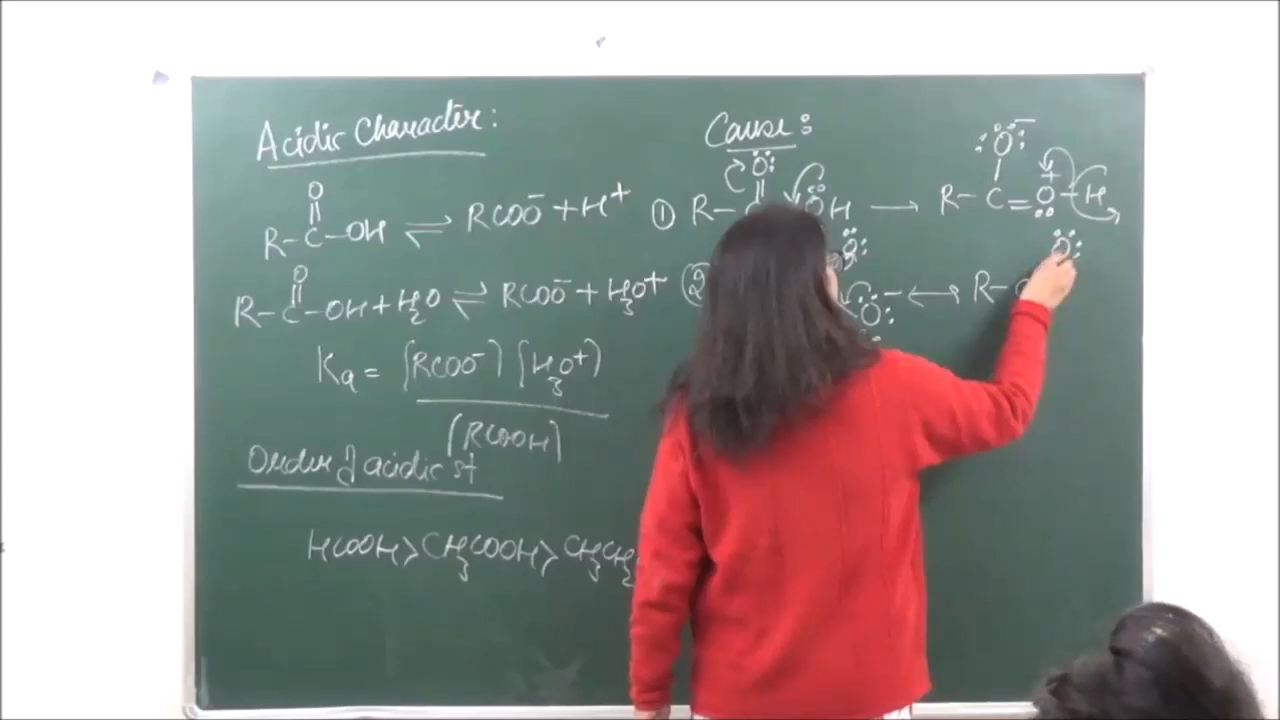 Acidic Character:
O
||
R–C–OH ⇌ RCOO⁻ + H⁺
O
||
R–C–OH + H₂O ⇌ RCOO⁻ + H₃O⁺
Ka = [RCOO⁻] [H₃O⁺]
[RCOOH]
Order of acidic st
HCOOH > CH₃COOH > CH₃CH₂
Cause:
O
||
① R– OH → R–C=O⁺–H
O⁻
O
② O⁻ ↔ R–
O